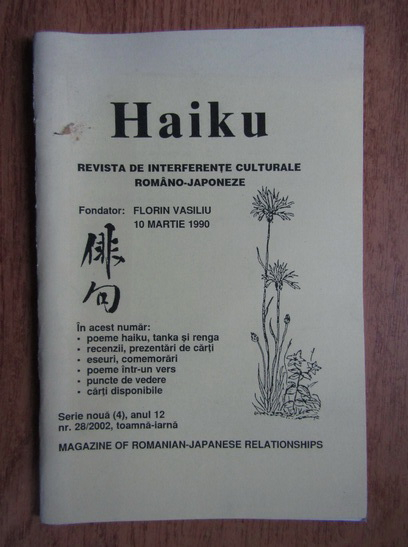 Haiku
REVISTA DE INTERFERENȚE CULTURALE
ROMÂNO-JAPONEZE
Fondator: FLORIN VASILIU
10 MARTIE 1990
俳句
În acest număr:
• poeme haiku, tanka și renga
• recenzii, prezentări de cărți
• eseuri, comemorări
• poeme într-un vers
• puncte de vedere
• cărți disponibile
Serie nouă (4), anul 12
nr. 28/2002, toamnă-iarnă
MAGAZINE OF ROMANIAN-JAPANESE RELATIONSHIPS